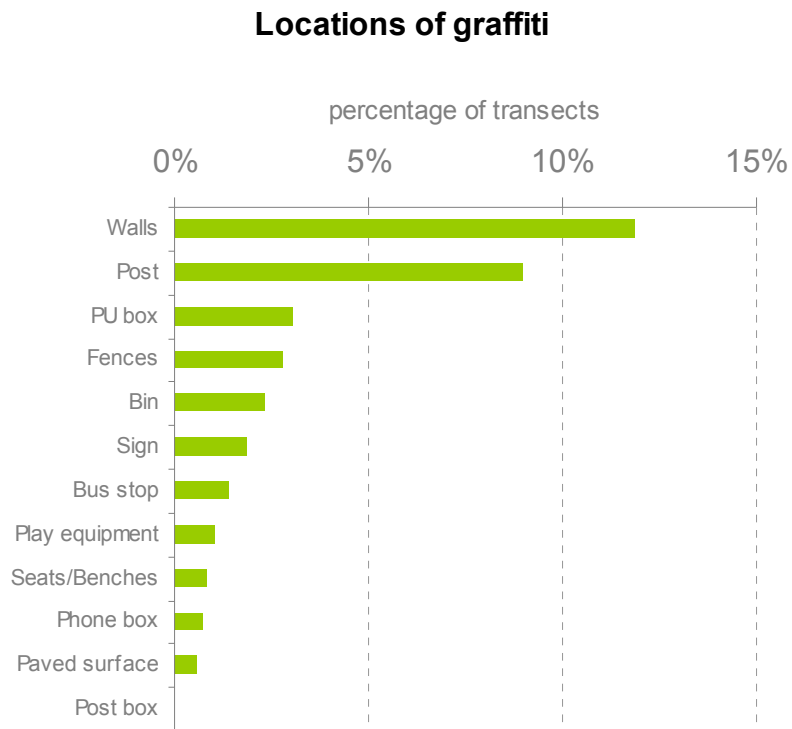 Locations of graffiti
percentage of transects
0% 5% 10% 15%
Walls
Post
PU box
Fences
Bin
Sign
Bus stop
Play equipment
Seats/Benches
Phone box
Paved surface
Post box